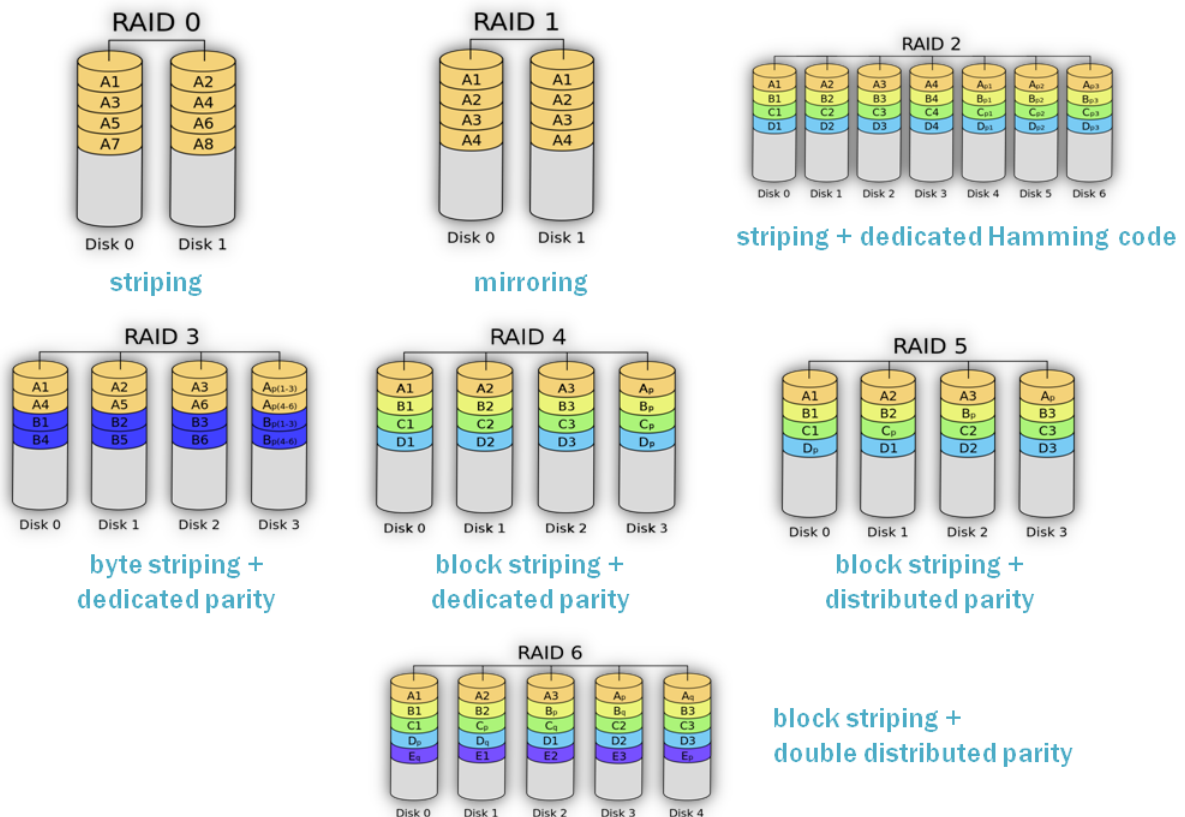 RAID 0
A1 A2
A3 A4
A5 A6
A7 A8
Disk 0 Disk 1
striping
RAID 1
A1 A1
A2 A2
A3 A3
A4 A4
Disk 0 Disk 1
mirroring
RAID 2
A1 A2 A3 A4 Ap1 Ap2 Ap3
B1 B2 B3 B4 Bp1 Bp2 Bp3
C1 C2 C3 C4 Cp1 Cp2 Cp3
D1 D2 D3 D4 Dp1 Dp2 Dp3
Disk 0 Disk 1 Disk 2 Disk 3 Disk 4 Disk 5 Disk 6
striping + dedicated Hamming code
RAID 3
A1 A2 A3 Ap(1-3)
A4 A5 A6 Ap(4-6)
B1 B2 B3 Bp(1-3)
B4 B5 B6 Bp(4-6)
Disk 0 Disk 1 Disk 2 Disk 3
byte striping +
dedicated parity
RAID 4
A1 A2 A3 Ap
B1 B2 B3 Bp
C1 C2 C3 Cp
D1 D2 D3 Dp
Disk 0 Disk 1 Disk 2 Disk 3
block striping +
dedicated parity
RAID 5
A1 A2 A3 Ap
B1 B2 Bp B3
C1 Cp C2 C3
Dp D1 D2 D3
Disk 0 Disk 1 Disk 2 Disk 3
block striping +
distributed parity
RAID 6
A1 A2 A3 Ap Aq
B1 B2 Bp Bq B3
C1 Cp Cq C2 C3
Dp Dq D1 D2 D3
Eq E1 E2 E3 Ep
Disk 0 Disk 1 Disk 2 Disk 3 Disk 4
block striping +
double distributed parity